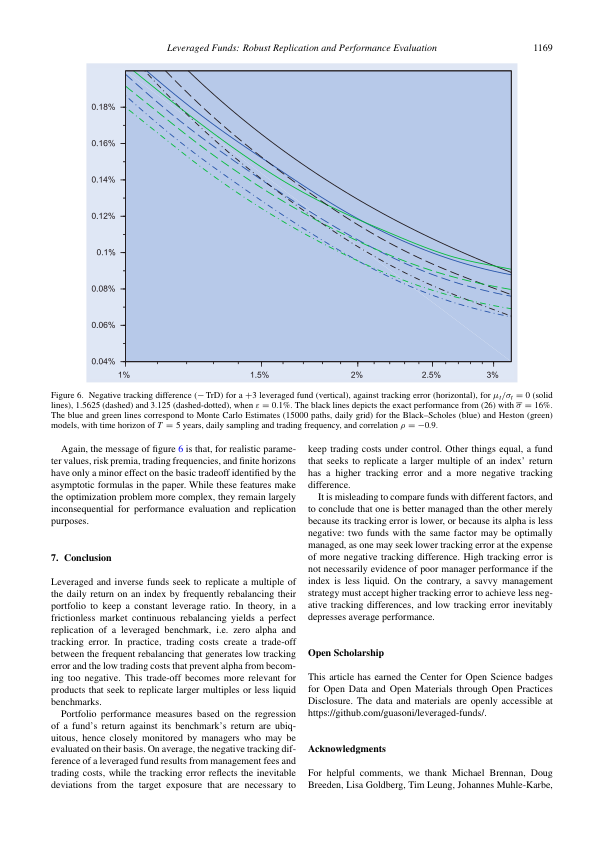 Leveraged Funds: Robust Replication and Performance Evaluation 1169
0.18%
0.16%
0.14%
0.12%
0.1%
0.08%
0.06%
0.04%
1% 1.5% 2% 2.5% 3%
Figure 6. Negative tracking difference (− TrD) for a +3 leveraged fund (vertical), against tracking error (horizontal), for μₜ/σₜ = 0 (solid
lines), 1.5625 (dashed) and 3.125 (dashed-dotted), when ε = 0.1%. The black lines depicts the exact performance from (26) with σ̅ = 16%.
The blue and green lines correspond to Monte Carlo Estimates (15000 paths, daily grid) for the Black–Scholes (blue) and Heston (green)
models, with time horizon of T = 5 years, daily sampling and trading frequency, and correlation ρ = −0.9.
Again, the message of figure 6 is that, for realistic parame-
ter values, risk premia, trading frequencies, and finite horizons
have only a minor effect on the basic tradeoff identified by the
asymptotic formulas in the paper. While these features make
the optimization problem more complex, they remain largely
inconsequential for performance evaluation and replication
purposes.
7. Conclusion
Leveraged and inverse funds seek to replicate a multiple of
the daily return on an index by frequently rebalancing their
portfolio to keep a constant leverage ratio. In theory, in a
frictionless market continuous rebalancing yields a perfect
replication of a leveraged benchmark, i.e. zero alpha and
tracking error. In practice, trading costs create a trade-off
between the frequent rebalancing that generates low tracking
error and the low trading costs that prevent alpha from becom-
ing too negative. This trade-off becomes more relevant for
products that seek to replicate larger multiples or less liquid
benchmarks.
Portfolio performance measures based on the regression
of a fund's return against its benchmark's return are ubiq-
uitous, hence closely monitored by managers who may be
evaluated on their basis. On average, the negative tracking dif-
ference of a leveraged fund results from management fees and
trading costs, while the tracking error reflects the inevitable
deviations from the target exposure that are necessary to
keep trading costs under control. Other things equal, a fund
that seeks to replicate a larger multiple of an index' return
has a higher tracking error and a more negative tracking
difference.
It is misleading to compare funds with different factors, and
to conclude that one is better managed than the other merely
because its tracking error is lower, or because its alpha is less
negative: two funds with the same factor may be optimally
managed, as one may seek lower tracking error at the expense
of more negative tracking difference. High tracking error is
not necessarily evidence of poor manager performance if the
index is less liquid. On the contrary, a savvy management
strategy must accept higher tracking error to achieve less neg-
ative tracking differences, and low tracking error inevitably
depresses average performance.
Open Scholarship
This article has earned the Center for Open Science badges
for Open Data and Open Materials through Open Practices
Disclosure. The data and materials are openly accessible at
https://github.com/guasoni/leveraged-funds/.
Acknowledgments
For helpful comments, we thank Michael Brennan, Doug
Breeden, Lisa Goldberg, Tim Leung, Johannes Muhle-Karbe,